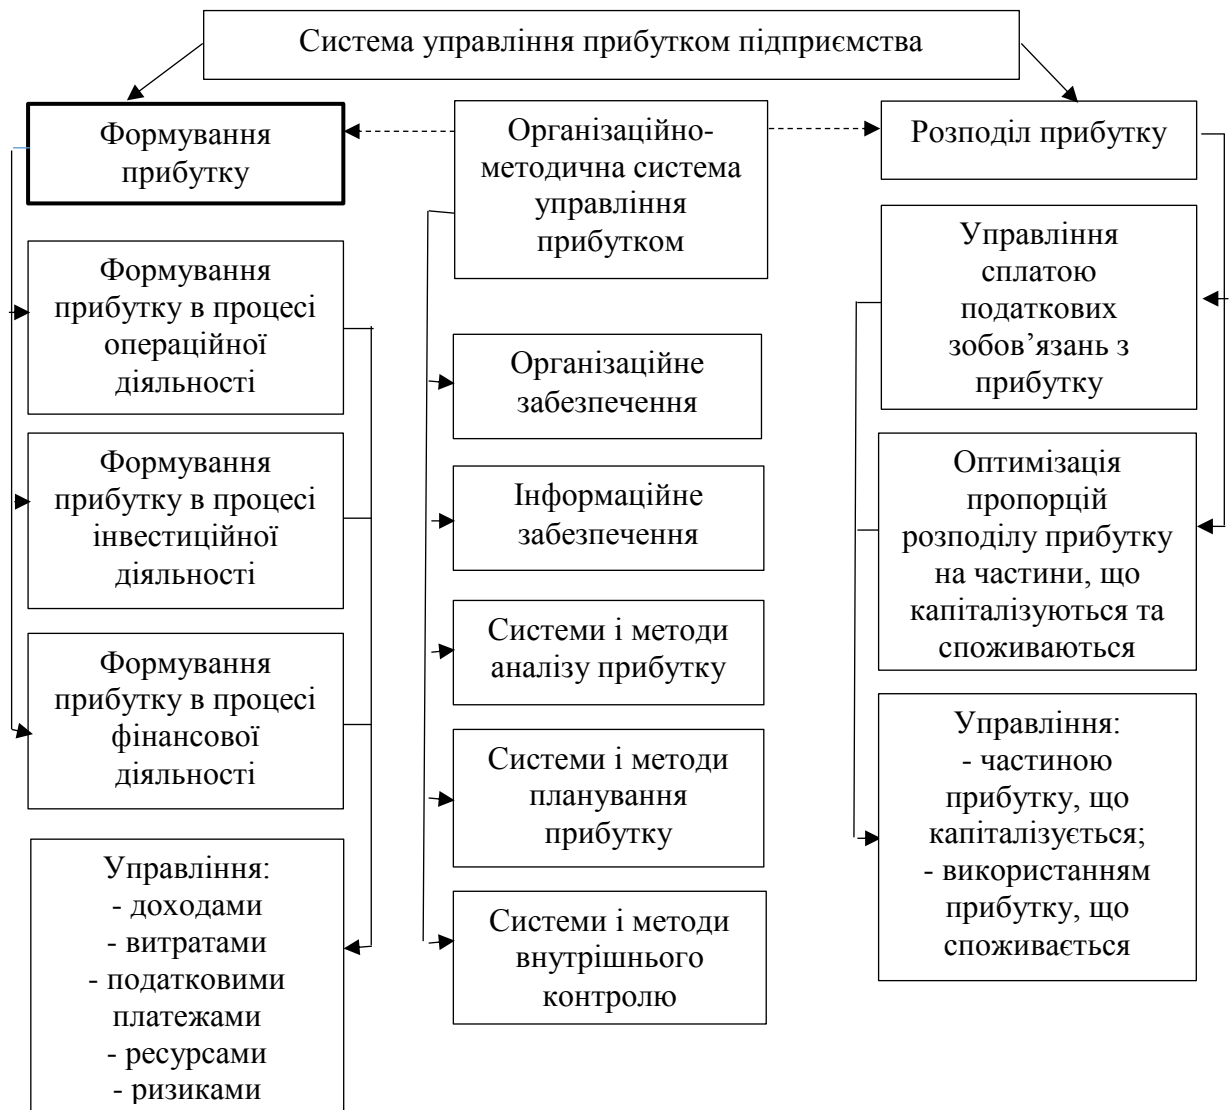 Система управління прибутком підприємства
Формування
прибутку
Формування
прибутку в процесі
операційної
діяльності
Формування
прибутку в процесі
інвестиційної
діяльності
Формування
прибутку в процесі
фінансової
діяльності
Управління:
- доходами
- витратами
- податковими
платежами
- ресурсами
- ризиками
Організаційно-
методична система
управління
прибутком
Організаційне
забезпечення
Інформаційне
забезпечення
Системи і методи
аналізу прибутку
Системи і методи
планування
прибутку
Системи і методи
внутрішнього
контролю
Розподіл прибутку
Управління
сплатою
податкових
зобов’язань з
прибутку
Оптимізація
пропорцій
розподілу прибутку
на частини, що
капіталізуються та
споживаються
Управління:
- частиною
прибутку, що
капіталізується;
- використанням
прибутку, що
споживається